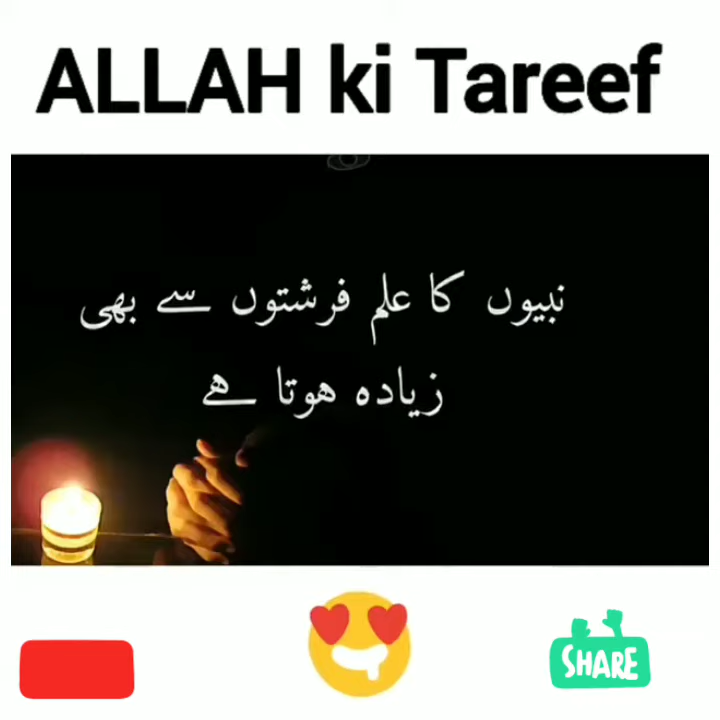 ALLAH ki Tareef
نبیوں کا علم فرشتوں سے بھی
زیادہ ہوتا ہے
SHARE